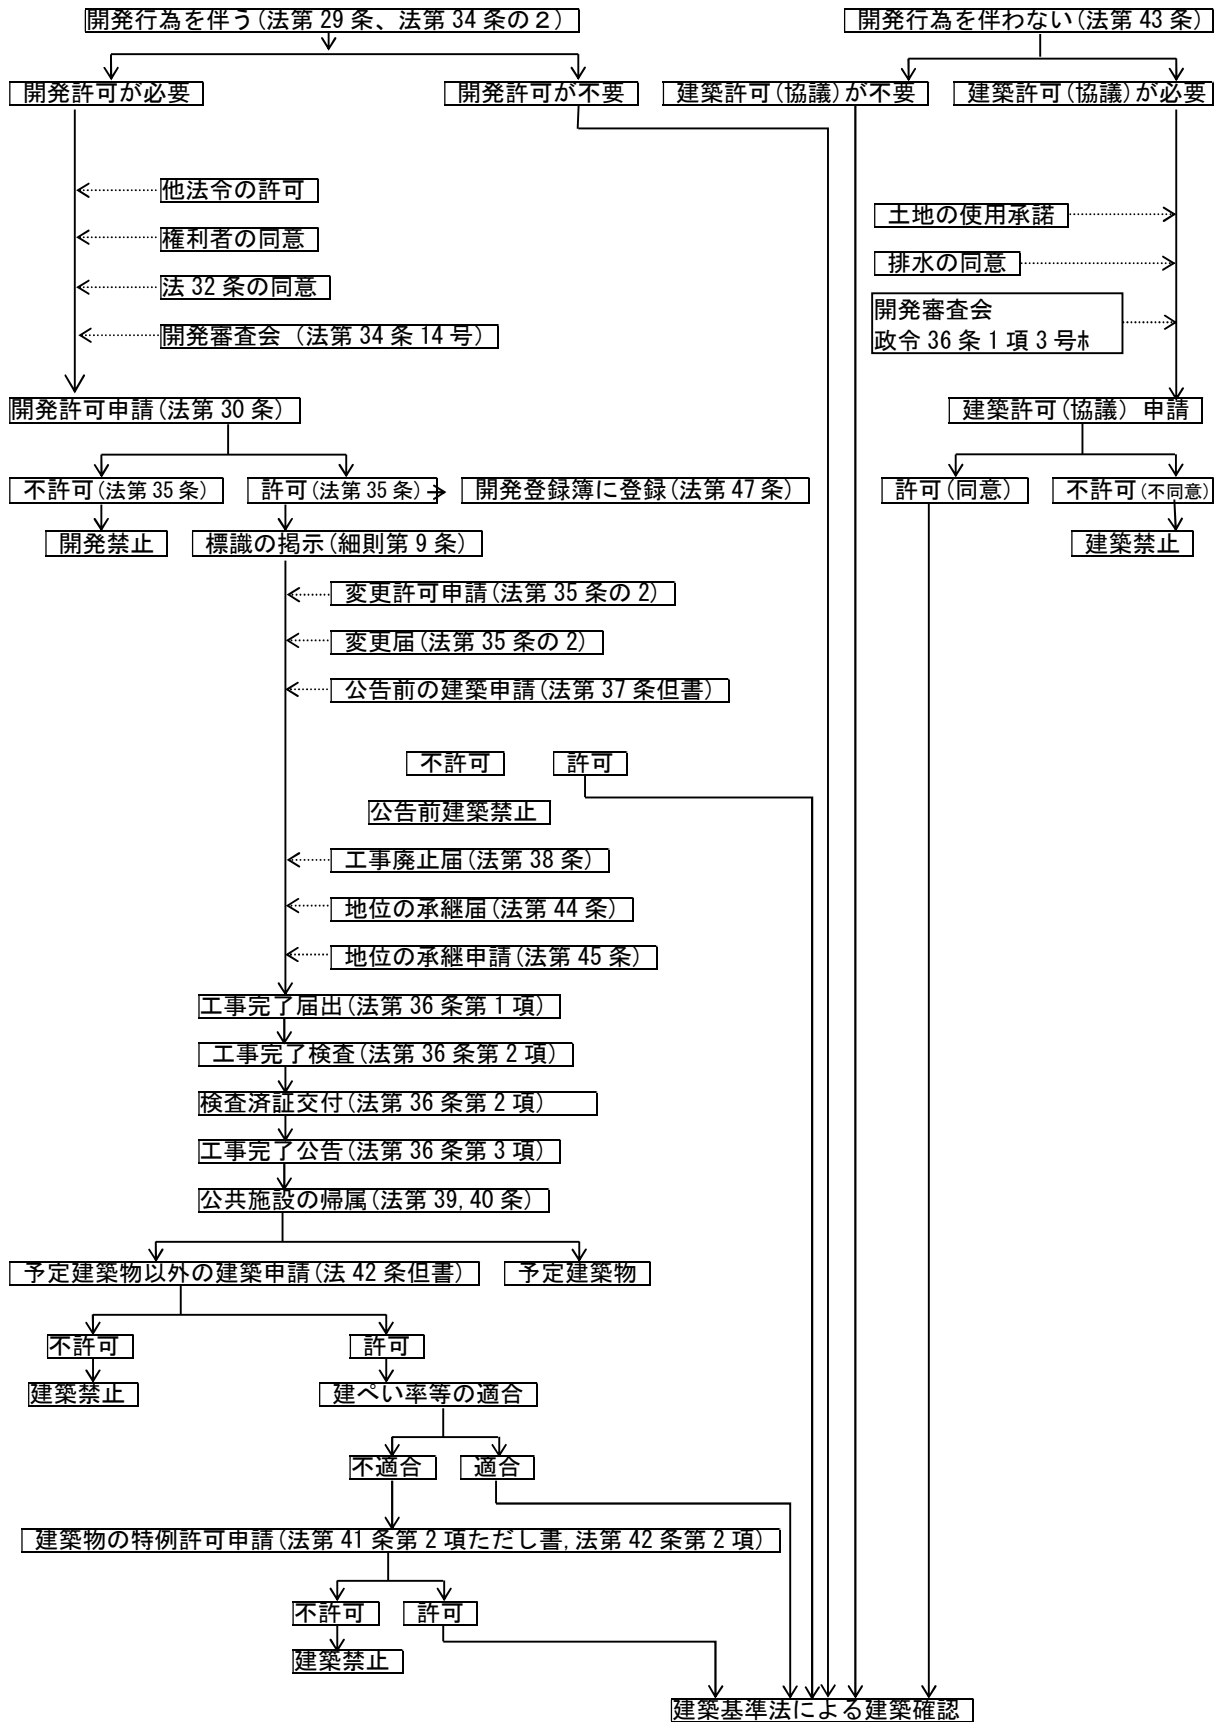 開発行為を伴う(法第29条、法第34条の2)
開発行為を伴わない(法第43条)
開発許可が必要
開発許可が不要
建築許可(協議)が不要
建築許可(協議)が必要
他法令の許可
権利者の同意
法32条の同意
開発審査会(法第34条14号)
土地の使用承諾
排水の同意
開発審査会
政令36条1項3号ホ
開発許可申請(法第30条)
建築許可(協議)申請
不許可(法第35条)
許可(法第35条)
開発登録簿に登録(法第47条)
許可(同意)
不許可(不同意)
開発禁止
標識の掲示(細則第9条)
建築禁止
変更許可申請(法第35条の2)
変更届(法第35条の2)
公告前の建築申請(法第37条但書)
不許可
許可
公告前建築禁止
工事廃止届(法第38条)
地位の承継届(法第44条)
地位の承継申請(法第45条)
工事完了届出(法第36条第1項)
工事完了検査(法第36条第2項)
検査済証交付(法第36条第2項)
工事完了公告(法第36条第3項)
公共施設の帰属(法第39,40条)
予定建築物以外の建築申請(法42条但書)
予定建築物
不許可
許可
建築禁止
建ぺい率等の適合
不適合
適合
建築物の特例許可申請(法第41条第2項ただし書,法第42条第2項)
不許可
許可
建築禁止
建築基準法による建築確認